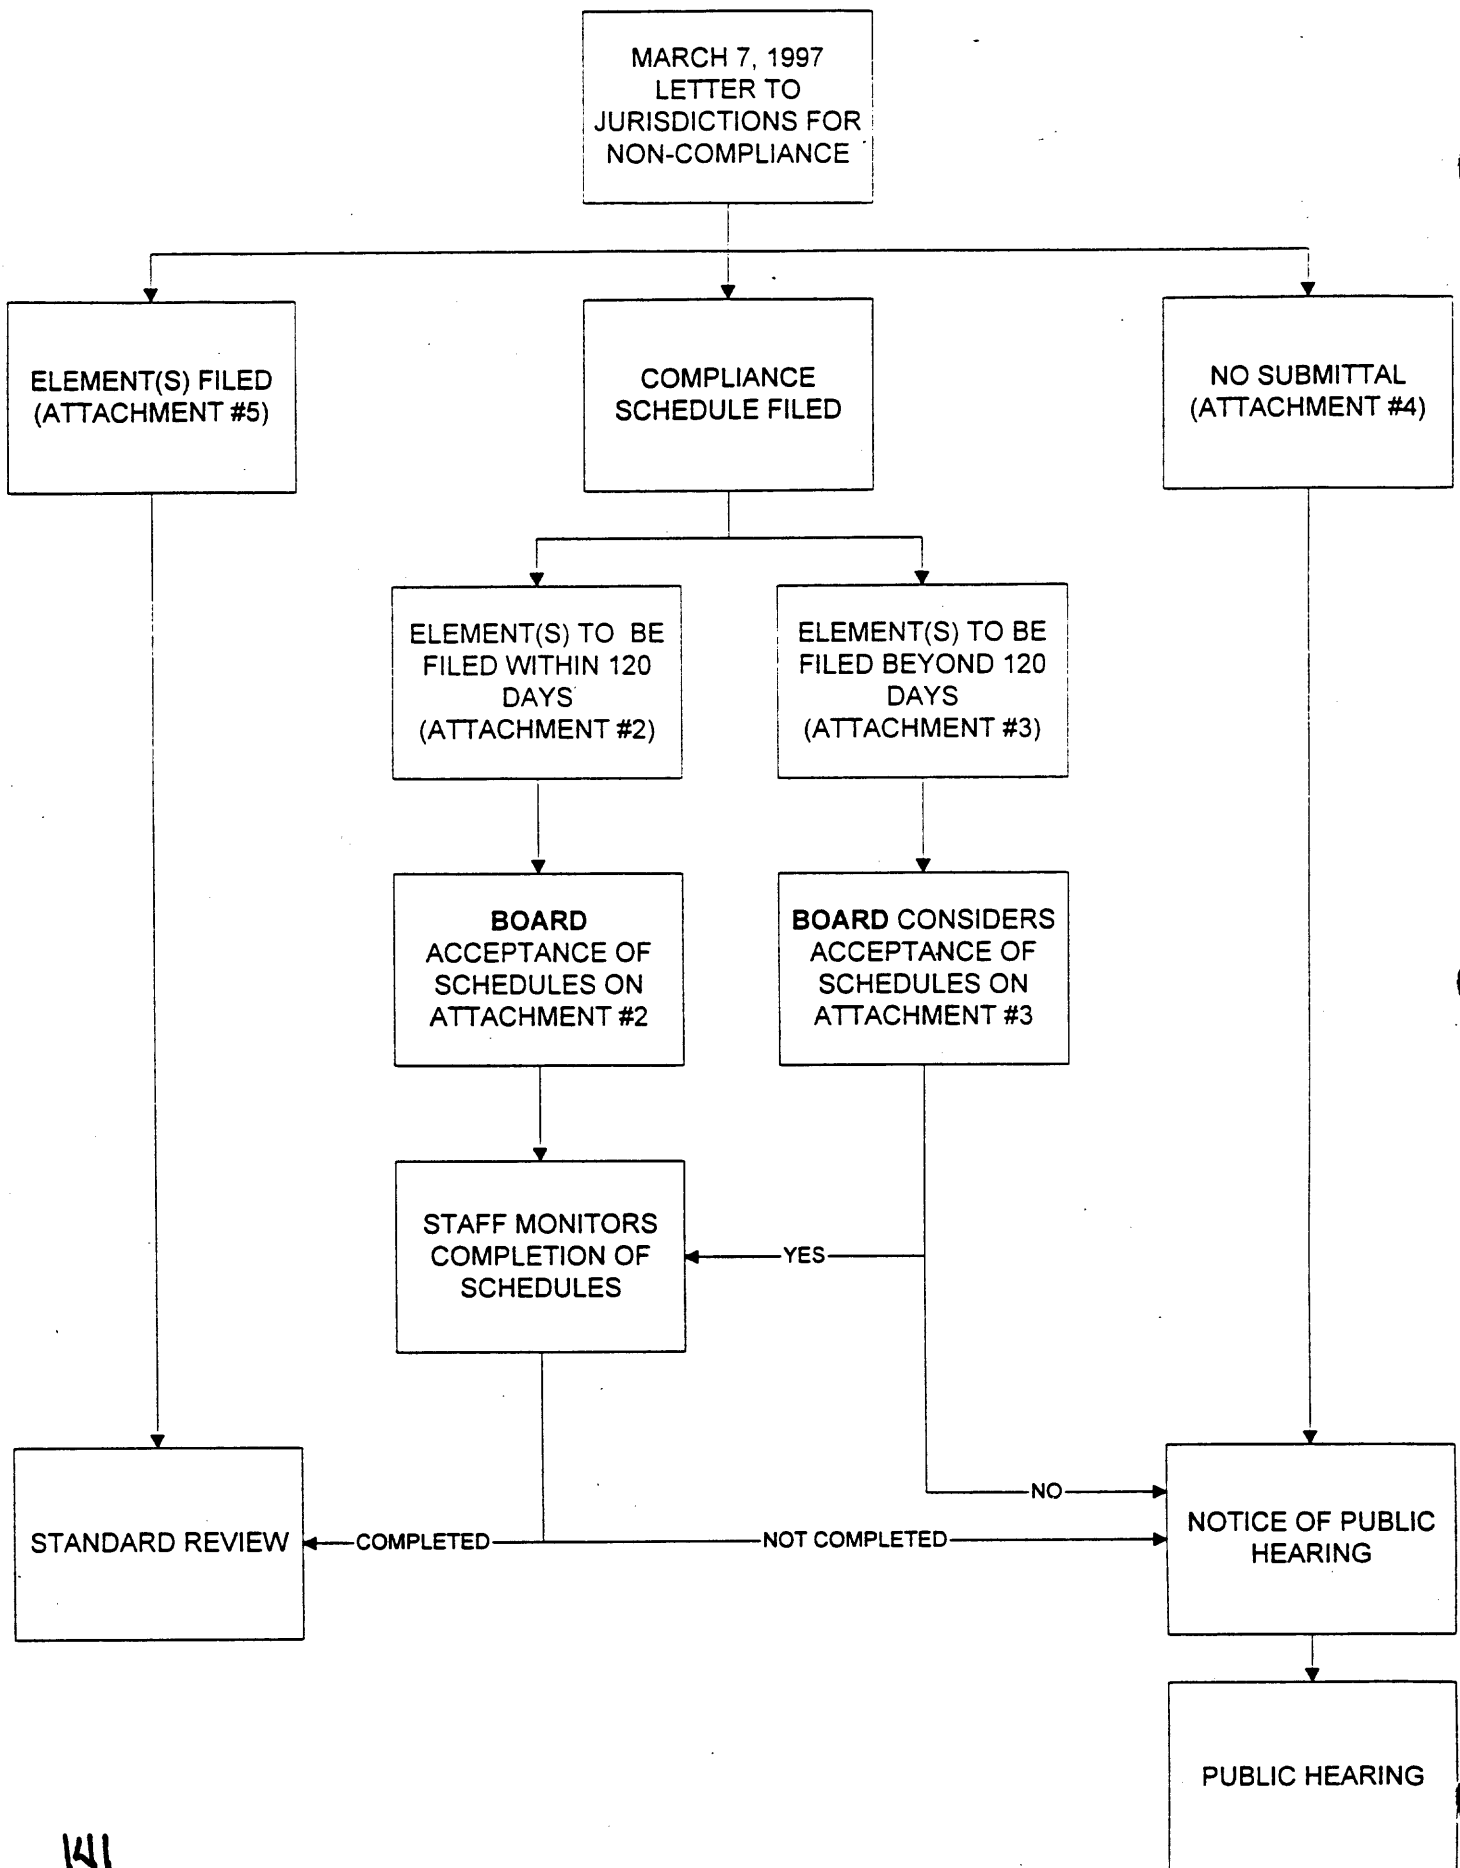 MARCH 7, 1997
LETTER TO
JURISDICTIONS FOR
NON-COMPLIANCE
ELEMENT(S) FILED
(ATTACHMENT #5)
COMPLIANCE
SCHEDULE FILED
NO SUBMITTAL
(ATTACHMENT #4)
ELEMENT(S) TO BE
FILED WITHIN 120
DAYS
(ATTACHMENT #2)
ELEMENT(S) TO BE
FILED BEYOND 120
DAYS
(ATTACHMENT #3)
BOARD
ACCEPTANCE OF
SCHEDULES ON
ATTACHMENT #2
BOARD CONSIDERS
ACCEPTANCE OF
SCHEDULES ON
ATTACHMENT #3
STAFF MONITORS
COMPLETION OF
SCHEDULES
YES
NO
STANDARD REVIEW
COMPLETED
NOT COMPLETED
NOTICE OF PUBLIC
HEARING
PUBLIC HEARING